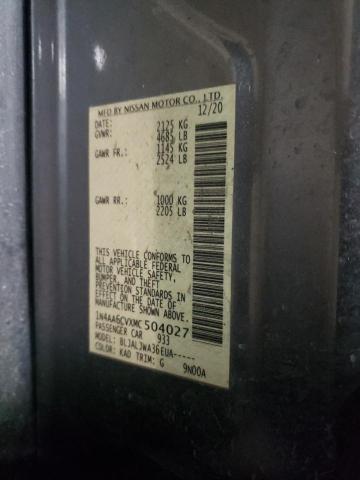 MFD BY NISSAN MOTOR CO., LTD.
DATE: 12/20
GVWR: 2125 KG
4685 LB
GAWR FR.: 1145 KG
2524 LB
GAWR RR.: 1000 KG
2205 LB
THIS VEHICLE CONFORMS TO
ALL APPLICABLE FEDERAL
MOTOR VEHICLE SAFETY,
BUMPER, AND THEFT
PREVENTION STANDARDS IN
EFFECT ON THE DATE OF
MANUFACTURE SHOWN ABOVE.
1N4AA6CVXMC504027
PASSENGER CAR 933
MODEL: BLJALJWA36EUA-----
COLOR: KAD TRIM: G 9N00A